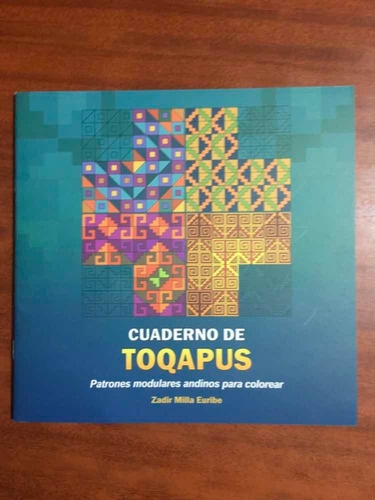 CUADERNO DE
TOQAPUS
Patrones modulares andinos para colorear
Zadir Milla Euribe